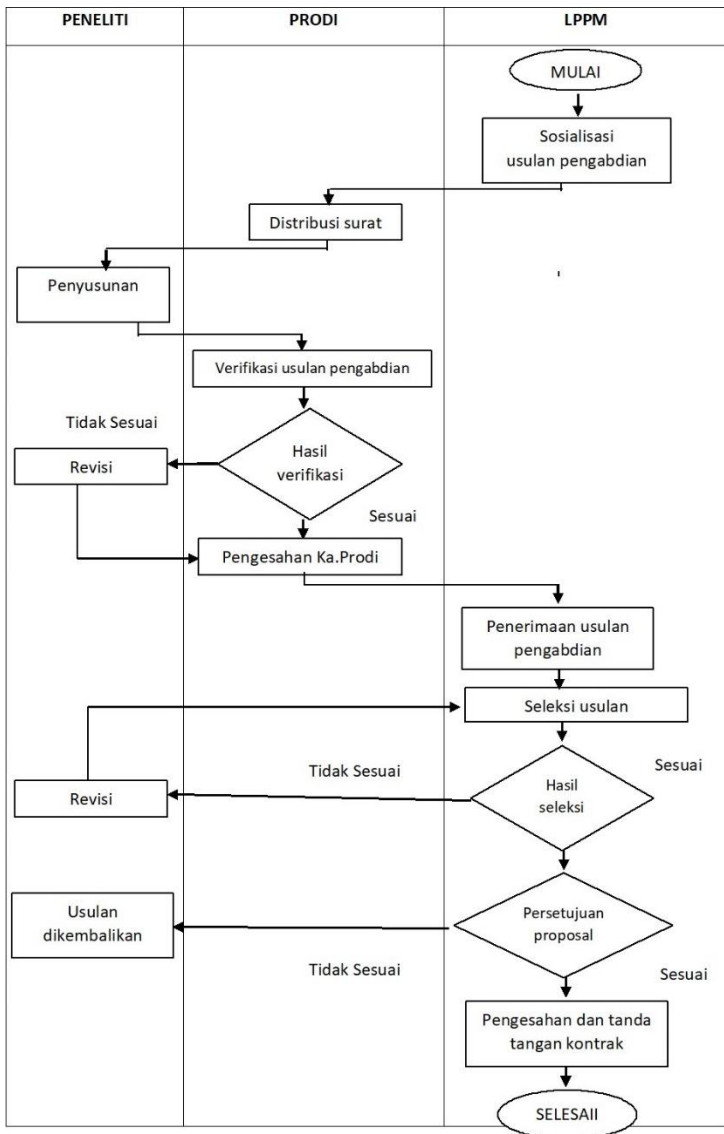 PENELITI
PRODI
LPPM
MULAI
Sosialisasi
usulan pengabdian
Distribusi surat
Penyusunan
Verifikasi usulan pengabdian
Tidak Sesuai
Hasil
verifikasi
Revisi
Sesuai
Pengesahan Ka.Prodi
Penerimaan usulan
pengabdian
Seleksi usulan
Tidak Sesuai
Sesuai
Hasil
seleksi
Revisi
Usulan
dikembalikan
Persetujuan
proposal
Tidak Sesuai
Sesuai
Pengesahan dan tanda
tangan kontrak
SELESAII